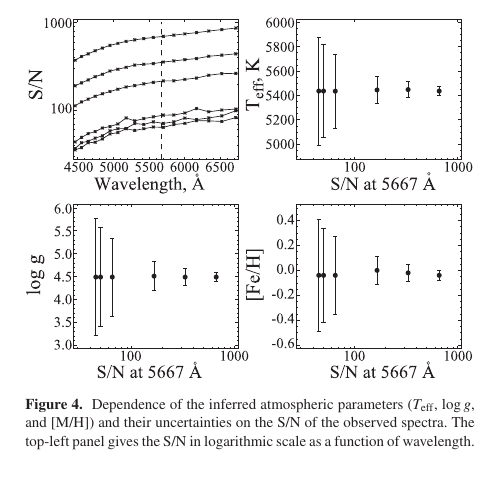 1000
100
S/N
4500 5000 5500 6000 6500
Wavelength, Å
6000
5800
5600
5400
5200
5000
T_eff, K
100 1000
S/N at 5667 Å
6.0
5.5
5.0
4.5
4.0
3.5
3.0
log g
100 1000
S/N at 5667 Å
0.4
0.2
0.0
-0.2
-0.4
-0.6
[Fe/H]
100 1000
S/N at 5667 Å
Figure 4. Dependence of the inferred atmospheric parameters (T_eff, log g,
and [M/H]) and their uncertainties on the S/N of the observed spectra. The
top-left panel gives the S/N in logarithmic scale as a function of wavelength.